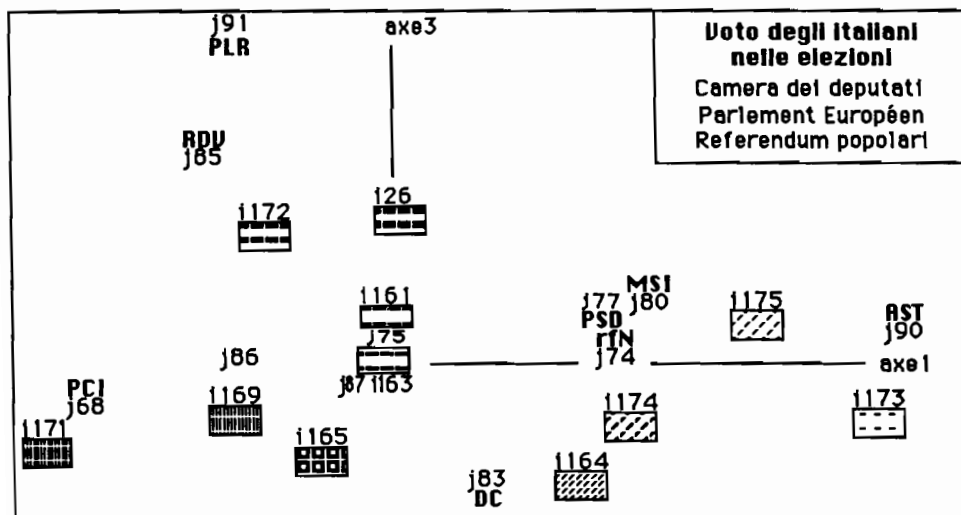 j91
PLR
axe3
Voto degli italiani
nelle elezioni
Camera dei deputati
Parlement Européen
Referendum popolari
RDV
j85
i172
i26
i161
j75
j77
PSD
rfN
j74
MSI
j80
i175
AST
j90
axe1
j86
j87 i163
PCI
j68
i169
i171
i165
i174
i173
i164
j83
DC